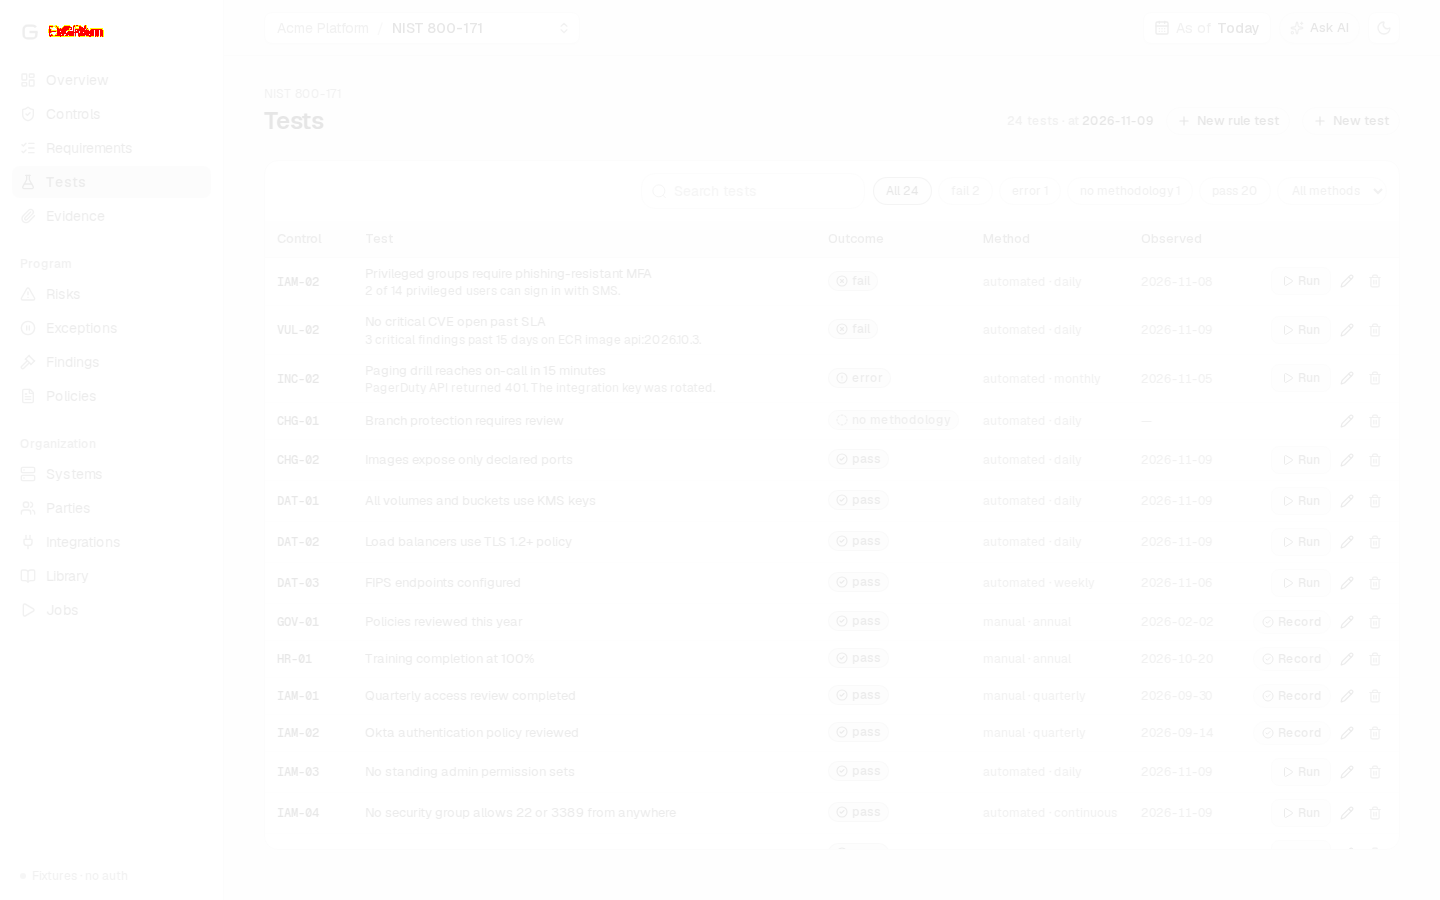 G
Acme Platform / NIST 800-171
As of Today
Ask AI
Overview
Controls
Requirements
Tests
Evidence
Program
Risks
Exceptions
Findings
Policies
Organization
Systems
Parties
Integrations
Library
Jobs
Fixtures · no auth
NIST 800-171
Tests
24 tests · at 2026-11-09
New rule test
New test
Search tests
All 24
fail 2
error 1
no methodology 1
pass 20
All methods
Control Test Outcome Method Observed
IAM-02 Privileged groups require phishing-resistant MFA fail automated · daily 2026-11-08 Run
2 of 14 privileged users can sign in with SMS.
VUL-02 No critical CVE open past SLA fail automated · daily 2026-11-09 Run
3 critical findings past 15 days on ECR image api:2026.10.3.
INC-02 Paging drill reaches on-call in 15 minutes error automated · monthly 2026-11-05 Run
PagerDuty API returned 401. The integration key was rotated.
CHG-01 Branch protection requires review no methodology automated · daily —
CHG-02 Images expose only declared ports pass automated · daily 2026-11-09 Run
DAT-01 All volumes and buckets use KMS keys pass automated · daily 2026-11-09 Run
DAT-02 Load balancers use TLS 1.2+ policy pass automated · daily 2026-11-09 Run
DAT-03 FIPS endpoints configured pass automated · weekly 2026-11-06 Run
GOV-01 Policies reviewed this year pass manual · annual 2026-02-02 Record
HR-01 Training completion at 100% pass manual · annual 2026-10-20 Record
IAM-01 Quarterly access review completed pass manual · quarterly 2026-09-30 Record
IAM-02 Okta authentication policy reviewed pass manual · quarterly 2026-09-14 Record
IAM-03 No standing admin permission sets pass automated · daily 2026-11-09 Run
IAM-04 No security group allows 22 or 3389 from anywhere pass automated · continuous 2026-11-09 Run